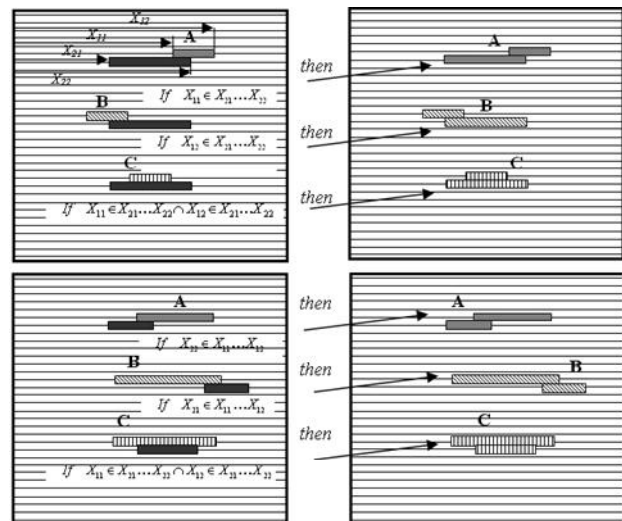 X₁₂
X₁₁ A
X₂₁
X₂₂
If X₁₁ ∈ X₂₁...X₂₂
B
If X₁₂ ∈ X₂₁...X₂₂
C
If X₁₁ ∈ X₂₁...X₂₂ ∩ X₁₂ ∈ X₂₁...X₂₂
then
then
then
A
B
C
A
If X₂₂ ∈ X₁₁...X₁₂
B
If X₂₁ ∈ X₁₁...X₁₂
C
If X₁₁ ∈ X₂₁...X₂₂ ∩ X₁₂ ∈ X₂₁...X₂₂
then
then
then
A
B
C